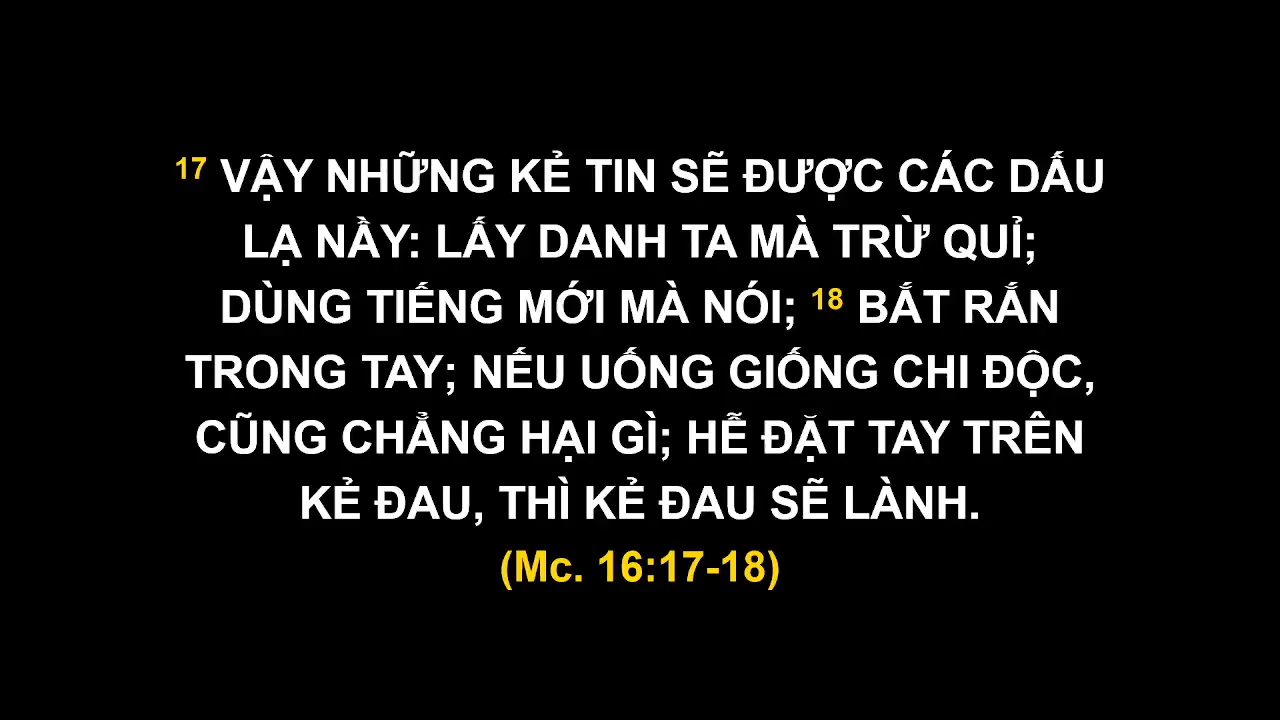 17 VẬY NHỮNG KẺ TIN SẼ ĐƯỢC CÁC DẤU
LẠ NẦY: LẤY DANH TA MÀ TRỪ QUỈ;
DÙNG TIẾNG MỚI MÀ NÓI; 18 BẮT RẮN
TRONG TAY; NẾU UỐNG GIỐNG CHI ĐỘC,
CŨNG CHẲNG HẠI GÌ; HỄ ĐẶT TAY TRÊN
KẺ ĐAU, THÌ KẺ ĐAU SẼ LÀNH.
(Mc. 16:17-18)